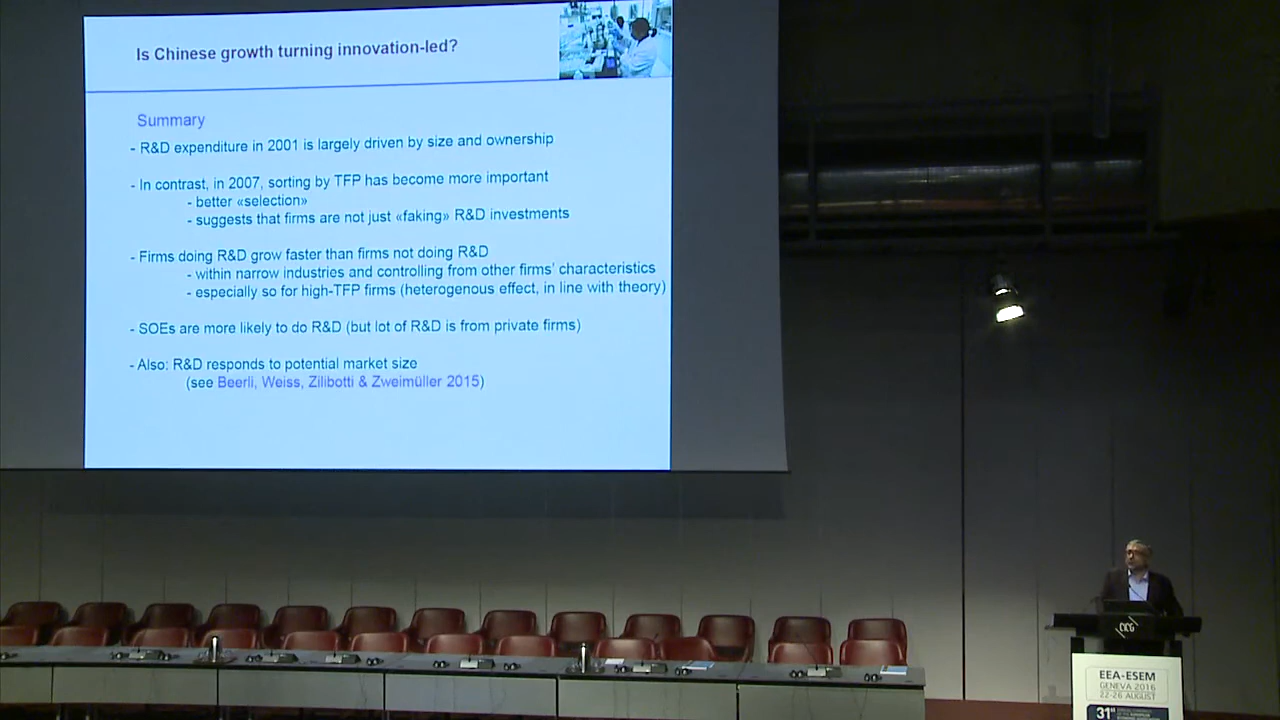 Is Chinese growth turning innovation-led?
Summary
- R&D expenditure in 2001 is largely driven by size and ownership
- In contrast, in 2007, sorting by TFP has become more important
- better «selection»
- suggests that firms are not just «faking» R&D investments
- Firms doing R&D grow faster than firms not doing R&D
- within narrow industries and controlling from other firms' characteristics
- especially so for high-TFP firms (heterogenous effect, in line with theory)
- SOEs are more likely to do R&D (but lot of R&D is from private firms)
- Also: R&D responds to potential market size
(see Beerli, Weiss, Zilibotti & Zweimüller 2015)
CICG
EEA-ESEM
GENEVA 2016
22-26 AUGUST
31st